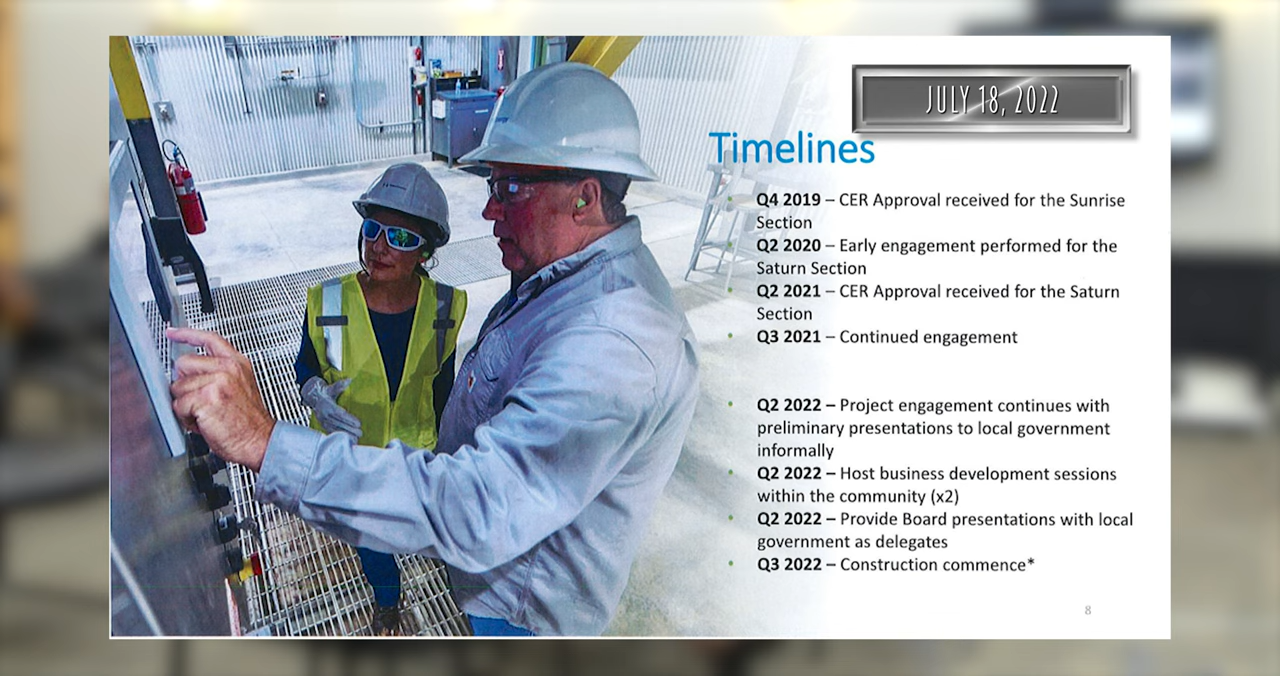 JULY 18, 2022
Timelines
• Q4 2019 – CER Approval received for the Sunrise
Section
• Q2 2020 – Early engagement performed for the
Saturn Section
• Q2 2021 – CER Approval received for the Saturn
Section
• Q3 2021 – Continued engagement
• Q2 2022 – Project engagement continues with
preliminary presentations to local government
informally
• Q2 2022 – Host business development sessions
within the community (x2)
• Q2 2022 – Provide Board presentations with local
government as delegates
• Q3 2022 – Construction commence*
8